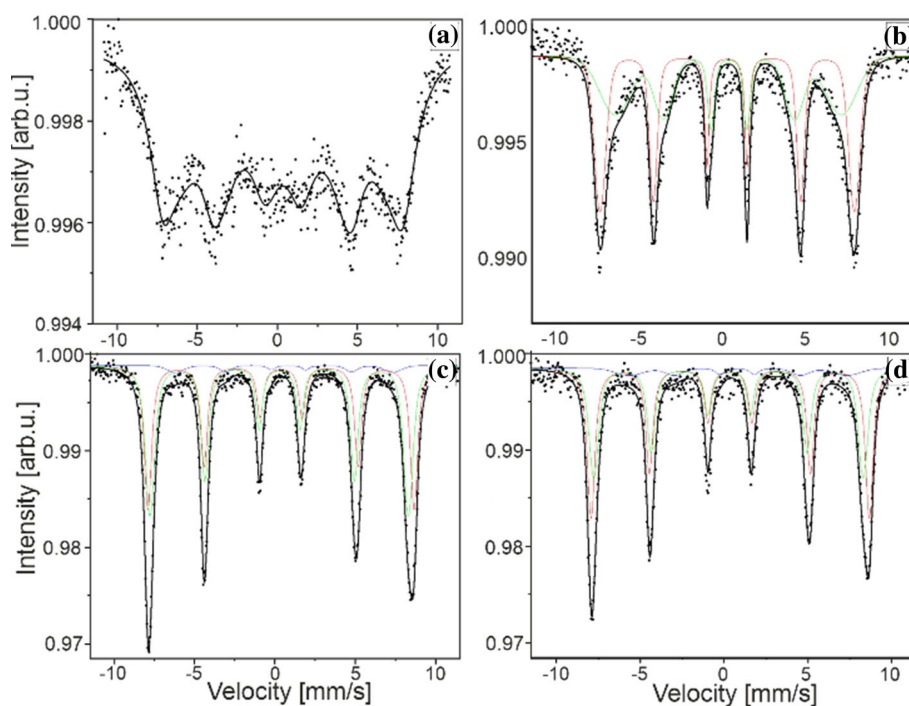 (a)
Intensity [arb.u.]
1.000
0.998
0.996
0.994
-10 -5 0 5 10
(b)
1.000
0.995
0.990
-10 -5 0 5 10
(c)
Intensity [arb.u.]
1.000
0.99
0.98
0.97
-10 -5 0 5 10
Velocity [mm/s]
(d)
1.000
0.99
0.98
0.97
-10 -5 0 5 10
Velocity [mm/s]